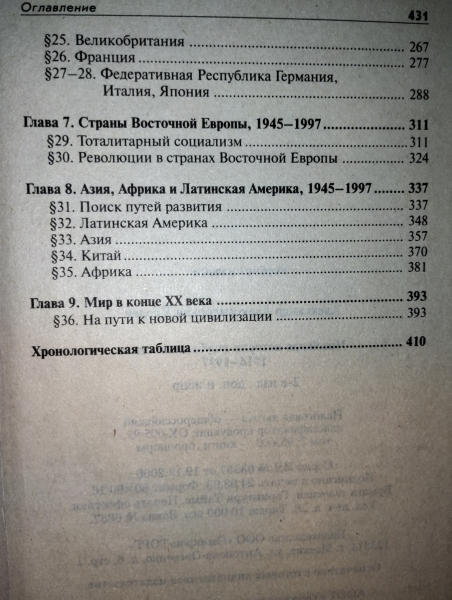 Оглавление 431
§25. Великобритания 267
§26. Франция 277
§27—28. Федеративная Республика Германия,
Италия, Япония 288
Глава 7. Страны Восточной Европы, 1945—1997 311
§29. Тоталитарный социализм 311
§30. Революции в странах Восточной Европы 324
Глава 8. Азия, Африка и Латинская Америка, 1945—1997 337
§31. Поиск путей развития 337
§32. Латинская Америка 348
§33. Азия 357
§34. Китай 370
§35. Африка 381
Глава 9. Мир в конце XX века 393
§36. На пути к новой цивилизации 393
Хронологическая таблица 410